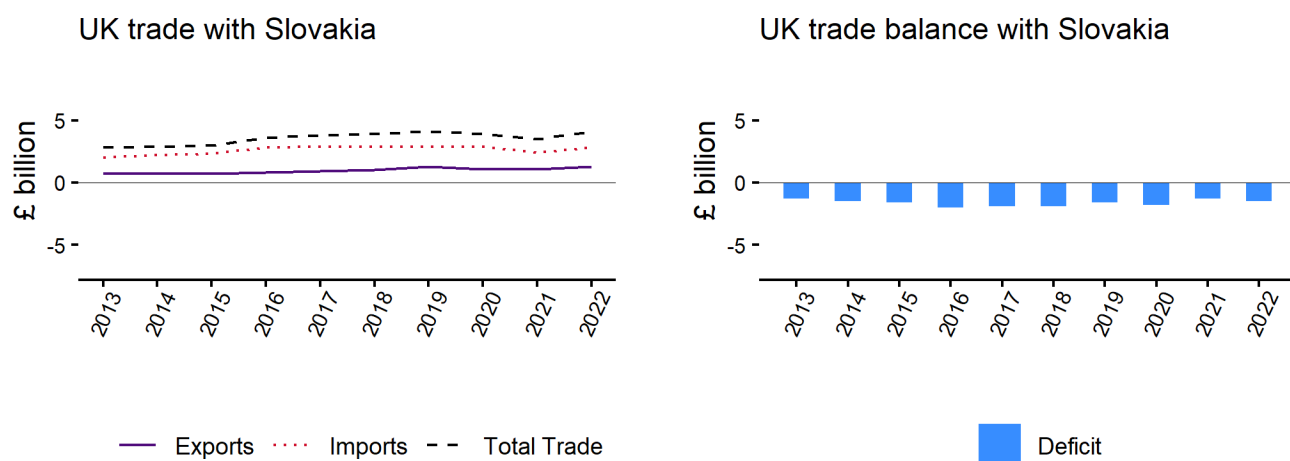 UK trade with Slovakia
£ billion
5
0
-5
2013 2014 2015 2016 2017 2018 2019 2020 2021 2022
Exports Imports Total Trade
UK trade balance with Slovakia
£ billion
5
0
-5
2013 2014 2015 2016 2017 2018 2019 2020 2021 2022
Deficit